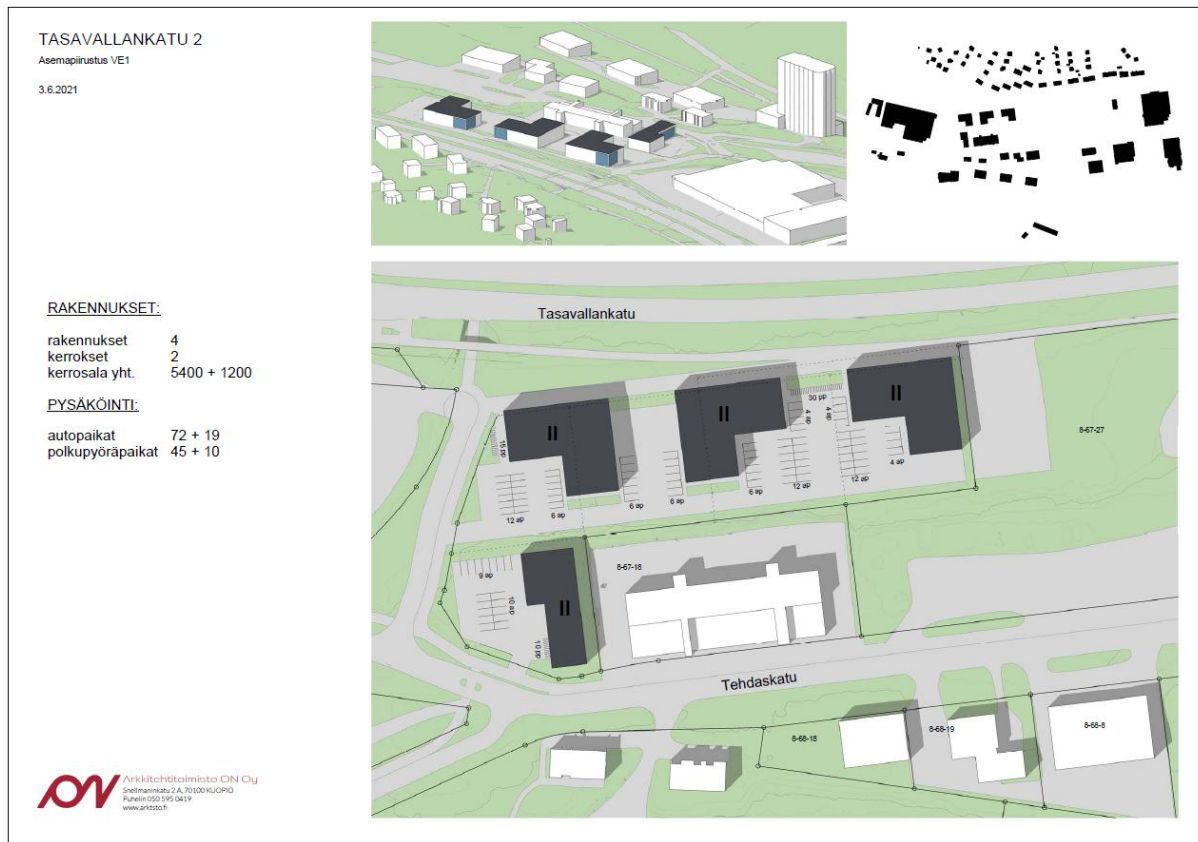 TASAVALLANKATU 2
Asemapiirustus VE1
3.6.2021
RAKENNUKSET:
rakennukset 4
kerrokset 2
kerrosala yht. 5400 + 1200
PYSÄKÖINTI:
autopaikat 72 + 19
polkupyöräpaikat 45 + 10
Tasavallankatu
30 pp
II
II
II
4 ap
4 ap
15 pp
8-67-27
4 ap
12 ap
6 ap
6 ap
6 ap
6 ap
12 ap
12 ap
9 ap
10 ap
II
10 pp
8-67-18
Tehdaskatu
8-68-18
8-68-19
8-68-8
ON
Arkkitehtitoimisto ON Oy
Snellmaninkatu 2 A, 70100 KUOPIO
Puhelin 050 595 0419
www.arktsto.fi